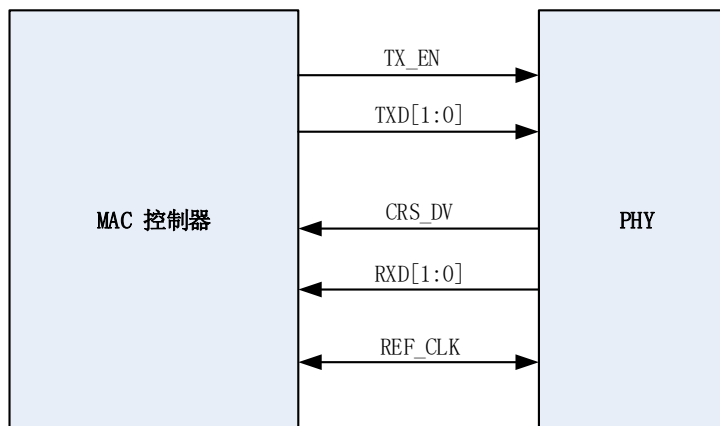 TX_EN
TXD[1:0]
MAC 控制器
CRS_DV
PHY
RXD[1:0]
REF_CLK